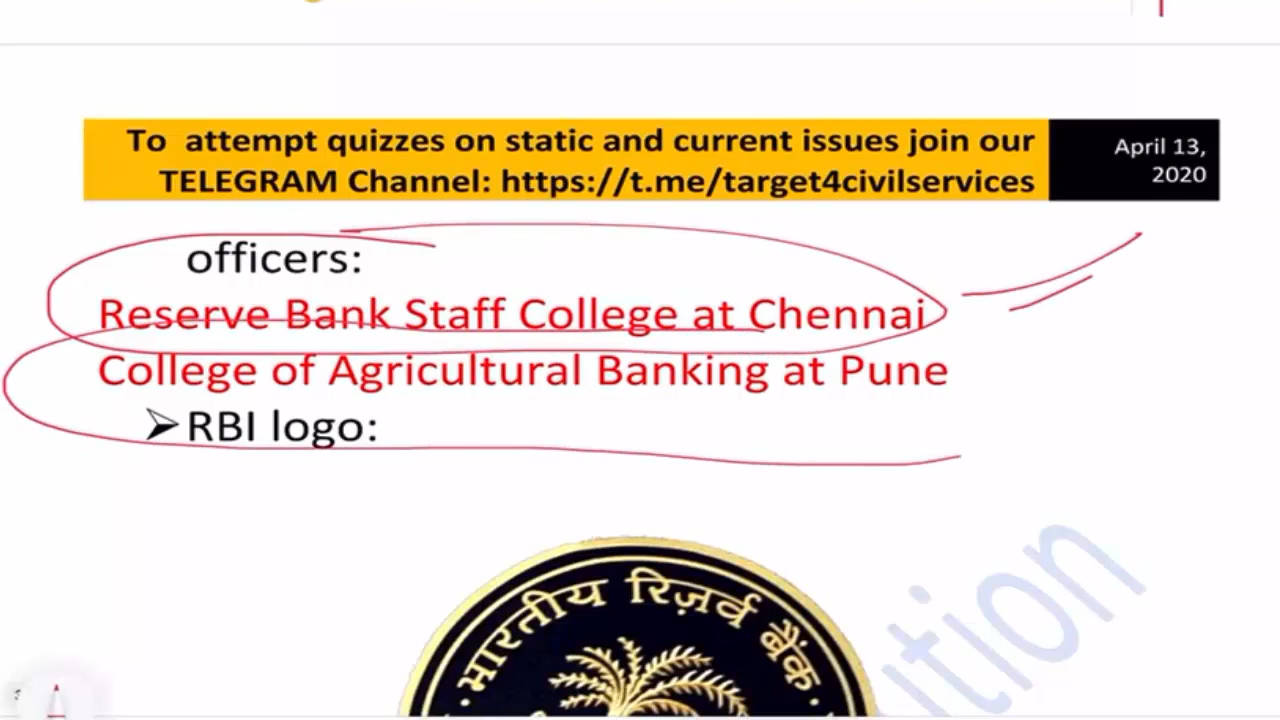 To attempt quizzes on static and current issues join our
TELEGRAM Channel: https://t.me/target4civilservices
April 13,
2020
officers:
Reserve Bank Staff College at Chennai
College of Agricultural Banking at Pune
➢RBI logo:
भारतीय रिज़र्व बैंक